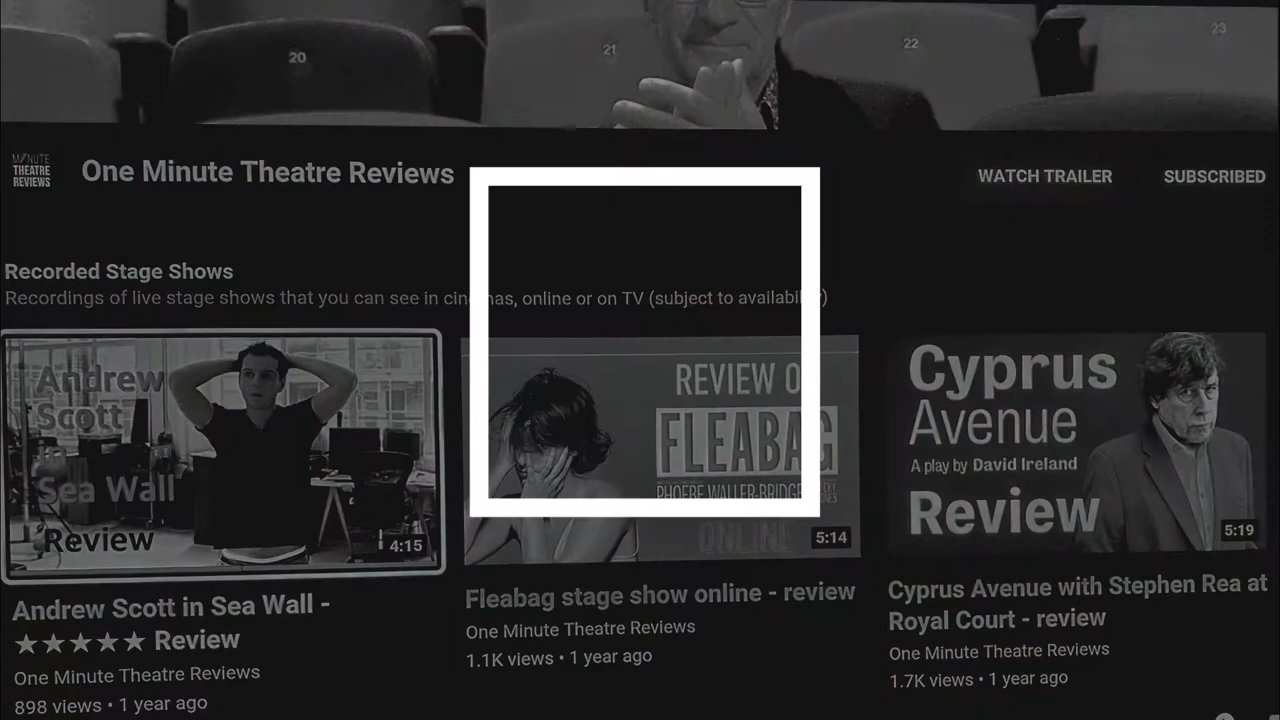 20
21
22
23
MINUTE
THEATRE
REVIEWS
One Minute Theatre Reviews
WATCH TRAILER
SUBSCRIBED
Recorded Stage Shows
Recordings of live stage shows that you can see in cinemas, online or on TV (subject to availability)
Andrew
Scott
in
Sea Wall
Review
4:15
REVIEW O
FLEABAG
PHOEBE WALLER-BRIDGE
ONLINE
5:14
Cyprus
Avenue
A play by David Ireland
Review
5:19
Andrew Scott in Sea Wall -
★★★★★ Review
One Minute Theatre Reviews
898 views • 1 year ago
Fleabag stage show online - review
One Minute Theatre Reviews
1.1K views • 1 year ago
Cyprus Avenue with Stephen Rea at
Royal Court - review
One Minute Theatre Reviews
1.7K views • 1 year ago